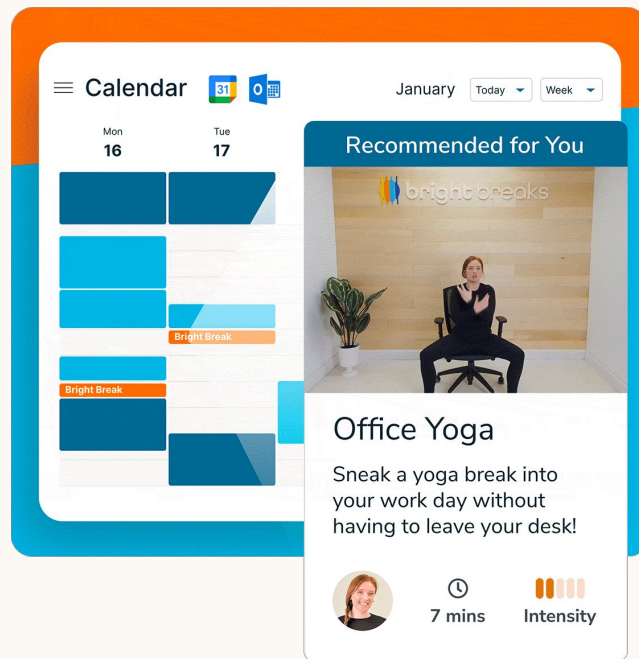 Calendar
31
O
January
Today
Week
Mon
16
Tue
17
Bright Break
Bright Break
Recommended for You
bright breaks
Office Yoga
Sneak a yoga break into
your work day without
having to leave your desk!
7 mins
Intensity